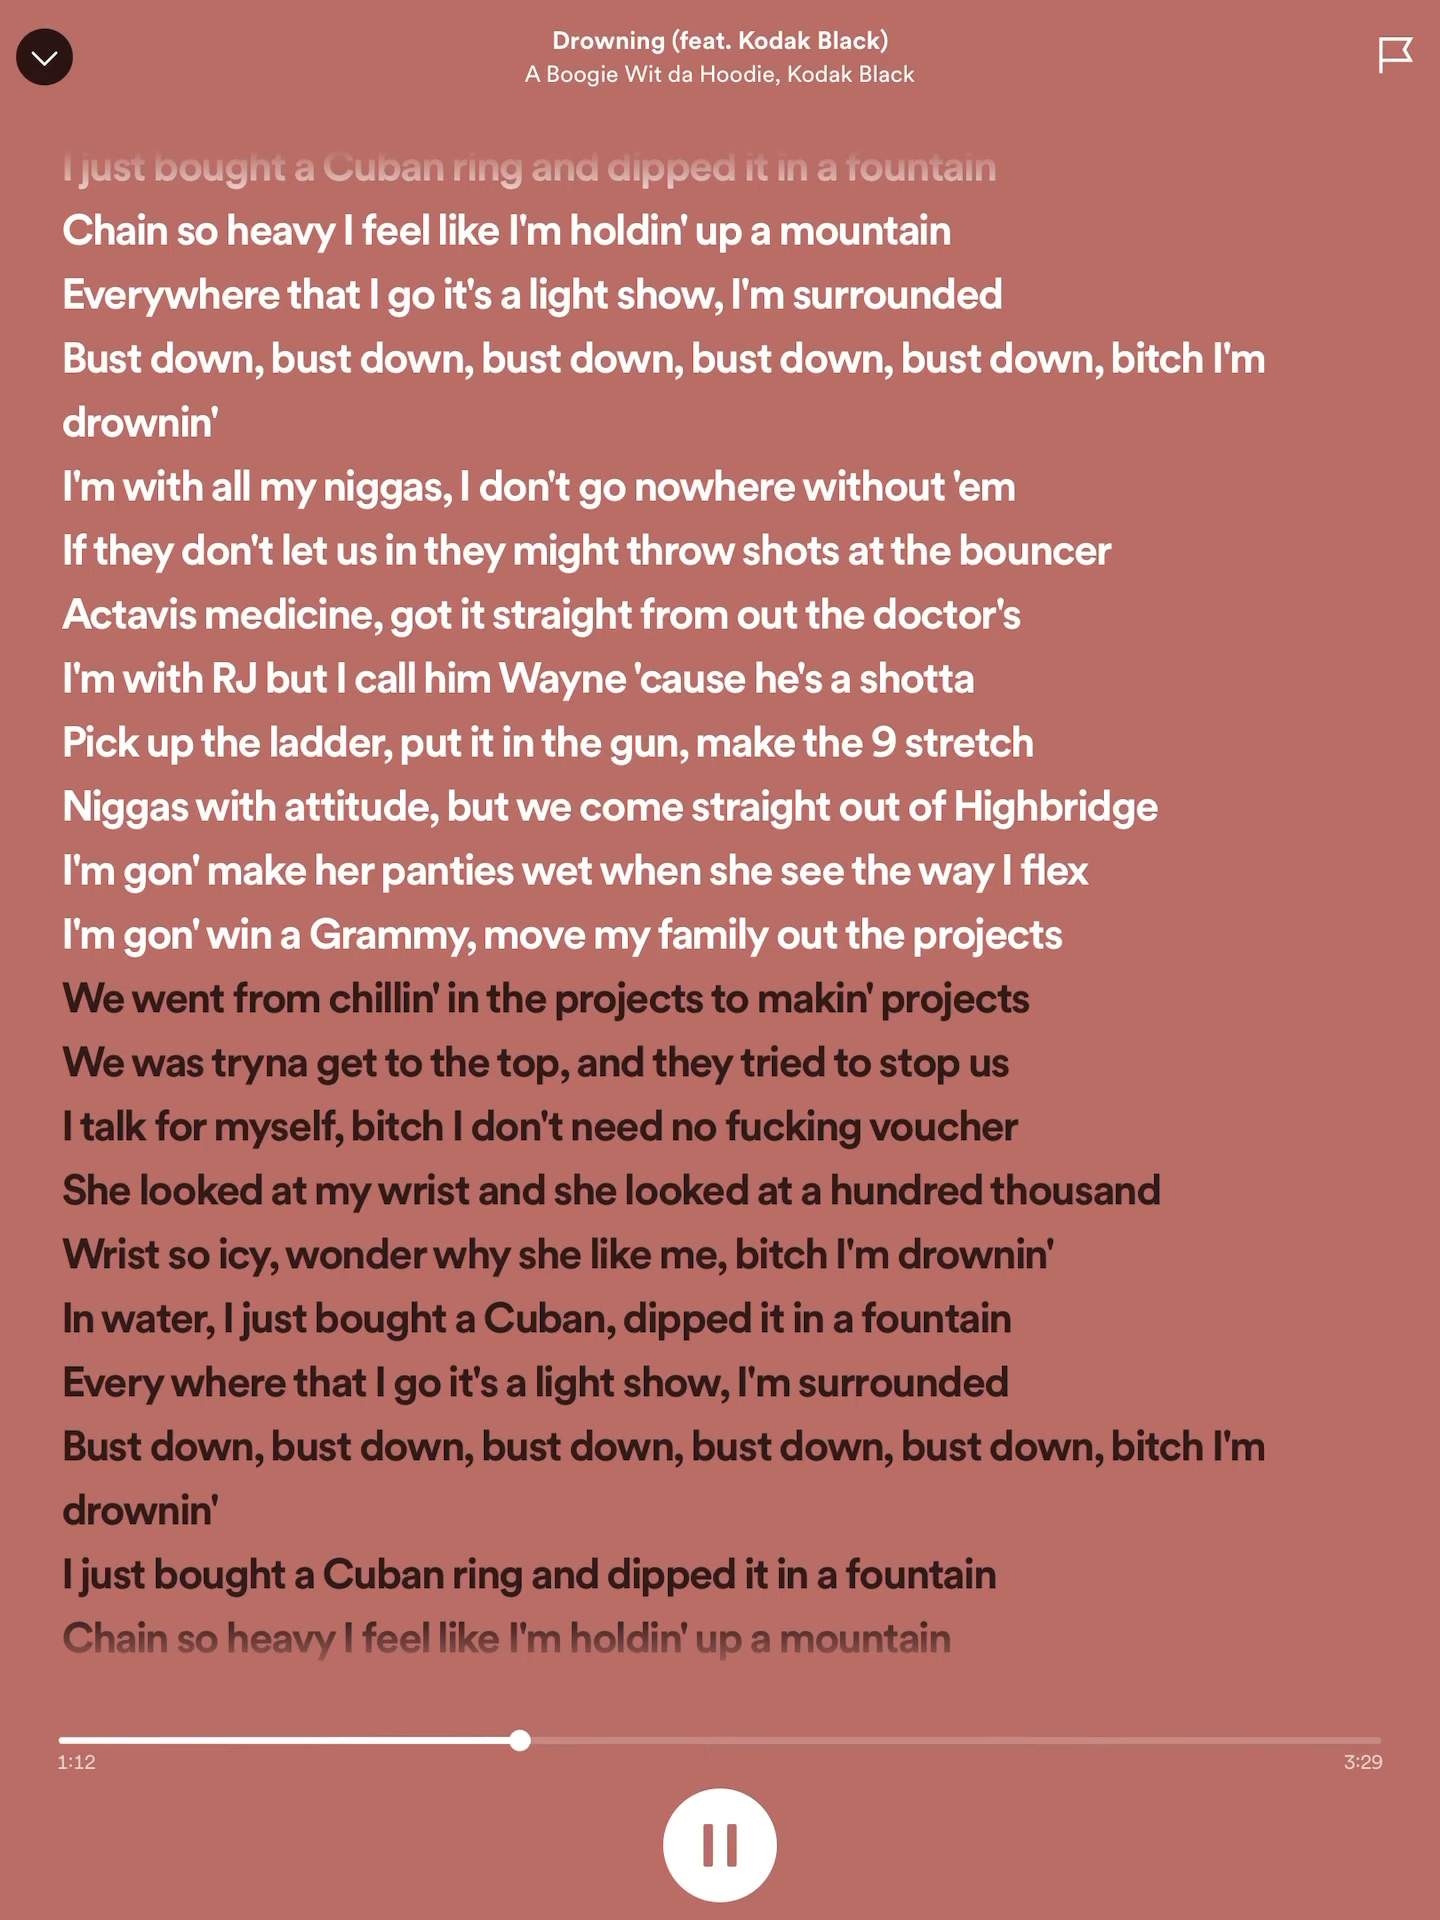 Drowning (feat. Kodak Black)
A Boogie Wit da Hoodie, Kodak Black
I just bought a Cuban ring and dipped it in a fountain
Chain so heavy I feel like I'm holdin' up a mountain
Everywhere that I go it's a light show, I'm surrounded
Bust down, bust down, bust down, bust down, bust down, bitch I'm
drownin'
I'm with all my niggas, I don't go nowhere without 'em
If they don't let us in they might throw shots at the bouncer
Actavis medicine, got it straight from out the doctor's
I'm with RJ but I call him Wayne 'cause he's a shotta
Pick up the ladder, put it in the gun, make the 9 stretch
Niggas with attitude, but we come straight out of Highbridge
I'm gon' make her panties wet when she see the way I flex
I'm gon' win a Grammy, move my family out the projects
We went from chillin' in the projects to makin' projects
We was tryna get to the top, and they tried to stop us
I talk for myself, bitch I don't need no fucking voucher
She looked at my wrist and she looked at a hundred thousand
Wrist so icy, wonder why she like me, bitch I'm drownin'
In water, I just bought a Cuban, dipped it in a fountain
Every where that I go it's a light show, I'm surrounded
Bust down, bust down, bust down, bust down, bust down, bitch I'm
drownin'
I just bought a Cuban ring and dipped it in a fountain
Chain so heavy I feel like I'm holdin' up a mountain
1:12
3:29